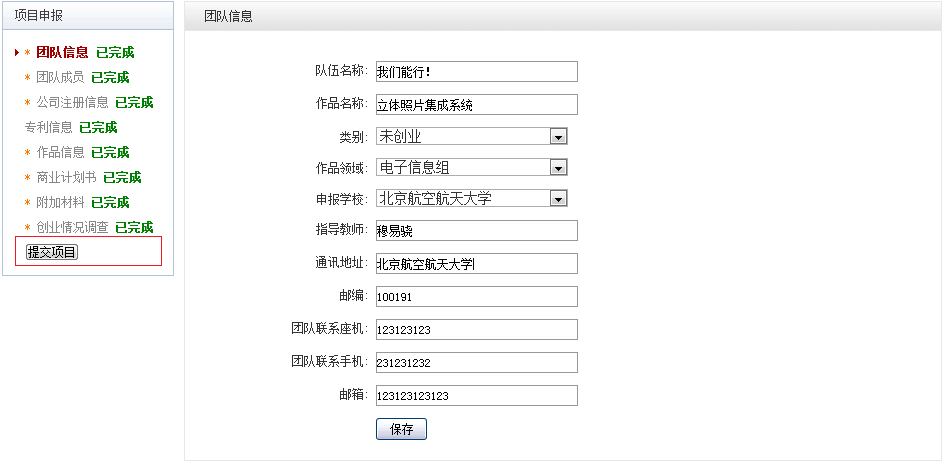 项目申报
* 团队信息 已完成
* 团队成员 已完成
* 公司注册信息 已完成
专利信息 已完成
* 作品信息 已完成
* 商业计划书 已完成
* 附加材料 已完成
* 创业情况调查 已完成
提交项目
团队信息
队伍名称: 我们能行!
作品名称: 立体照片集成系统
类别: 未创业
作品领域: 电子信息组
申报学校: 北京航空航天大学
指导教师: 穆易骁
通讯地址: 北京航空航天大学
邮编: 100191
团队联系座机: 123123123
团队联系手机: 231231232
邮箱: 123123123123
保存